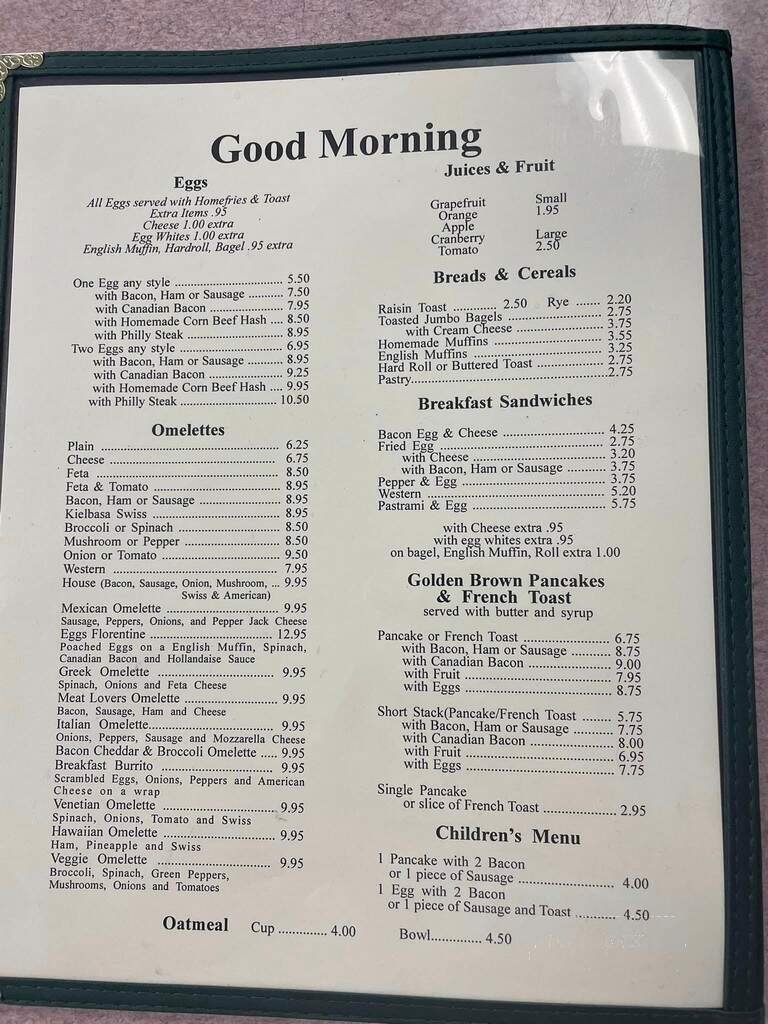 Good Morning
Eggs
All Eggs served with Homefries & Toast
Extra Items .95
Cheese 1.00 extra
Egg Whites 1.00 extra
English Muffin, Hardroll, Bagel .95 extra
One Egg any style ................................ 5.50
with Bacon, Ham or Sausage .......... 7.50
with Canadian Bacon ....................... 7.95
with Homemade Corn Beef Hash .... 8.50
with Philly Steak .............................. 8.95
Two Eggs any style ............................... 6.95
with Bacon, Ham or Sausage ........... 8.95
with Canadian Bacon ...................... 9.25
with Homemade Corn Beef Hash .... 9.95
with Philly Steak .............................. 10.50
Omelettes
Plain .................................................... 6.25
Cheese ................................................. 6.75
Feta ..................................................... 8.50
Feta & Tomato ..................................... 8.95
Bacon, Ham or Sausage ....................... 8.95
Kielbasa Swiss ..................................... 8.95
Broccoli or Spinach ............................. 8.50
Mushroom or Pepper ........................... 8.50
Onion or Tomato .................................. 9.50
Western ................................................ 7.95
House (Bacon, Sausage, Onion, Mushroom, ... 9.95
Swiss & American)
Mexican Omelette ................................ 9.95
Sausage, Peppers, Onions, and Pepper Jack Cheese
Eggs Florentine .................................... 12.95
Poached Eggs on a English Muffin, Spinach,
Canadian Bacon and Hollandaise Sauce
Greek Omelette .................................. 9.95
Spinach, Onions and Feta Cheese
Meat Lovers Omelette ........................... 9.95
Bacon, Sausage, Ham and Cheese
Italian Omelette.................................... 9.95
Onions, Peppers, Sausage and Mozzarella Cheese
Bacon Cheddar & Broccoli Omelette ..... 9.95
Breakfast Burrito .................................. 9.95
Scrambled Eggs, Onions, Peppers and American
Cheese on a wrap
Venetian Omelette ................................ 9.95
Spinach, Onions, Tomato and Swiss
Hawaiian Omelette ............................... 9.95
Ham, Pineapple and Swiss
Veggie Omelette .................................. 9.95
Broccoli, Spinach, Green Peppers,
Mushrooms, Onions and Tomatoes
Oatmeal Cup .............. 4.00 Bowl.............. 4.50
Juices & Fruit
Grapefruit Small
Orange 1.95
Apple
Cranberry Large
Tomato 2.50
Breads & Cereals
Raisin Toast ............. 2.50 Rye ....... 2.20
Toasted Jumbo Bagels ............................ 2.75
with Cream Cheese ......................... 3.75
Homemade Muffins ............................... 3.55
English Muffins ..................................... 3.25
Hard Roll or Buttered Toast ................... 2.75
Pastry.......................................................2.75
Breakfast Sandwiches
Bacon Egg & Cheese ............................. 4.25
Fried Egg ............................................... 2.75
with Cheese ...................................... 3.20
with Bacon, Ham or Sausage ........... 3.75
Pepper & Egg ........................................ 3.75
Western .................................................. 5.20
Pastrami & Egg ..................................... 5.75
with Cheese extra .95
with egg whites extra .95
on bagel, English Muffin, Roll extra 1.00
Golden Brown Pancakes
& French Toast
served with butter and syrup
Pancake or French Toast ......................... 6.75
with Bacon, Ham or Sausage ........... 8.75
with Canadian Bacon ....................... 9.00
with Fruit .......................................... 7.95
with Eggs .......................................... 8.75
Short Stack(Pancake/French Toast ........ 5.75
with Bacon, Ham or Sausage ............ 7.75
with Canadian Bacon ........................ 8.00
with Fruit ........................................... 6.95
with Eggs ........................................... 7.75
Single Pancake
or slice of French Toast .................... 2.95
Children's Menu
1 Pancake with 2 Bacon
or 1 piece of Sausage ........................... 4.00
1 Egg with 2 Bacon
or 1 piece of Sausage and Toast ........... 4.50